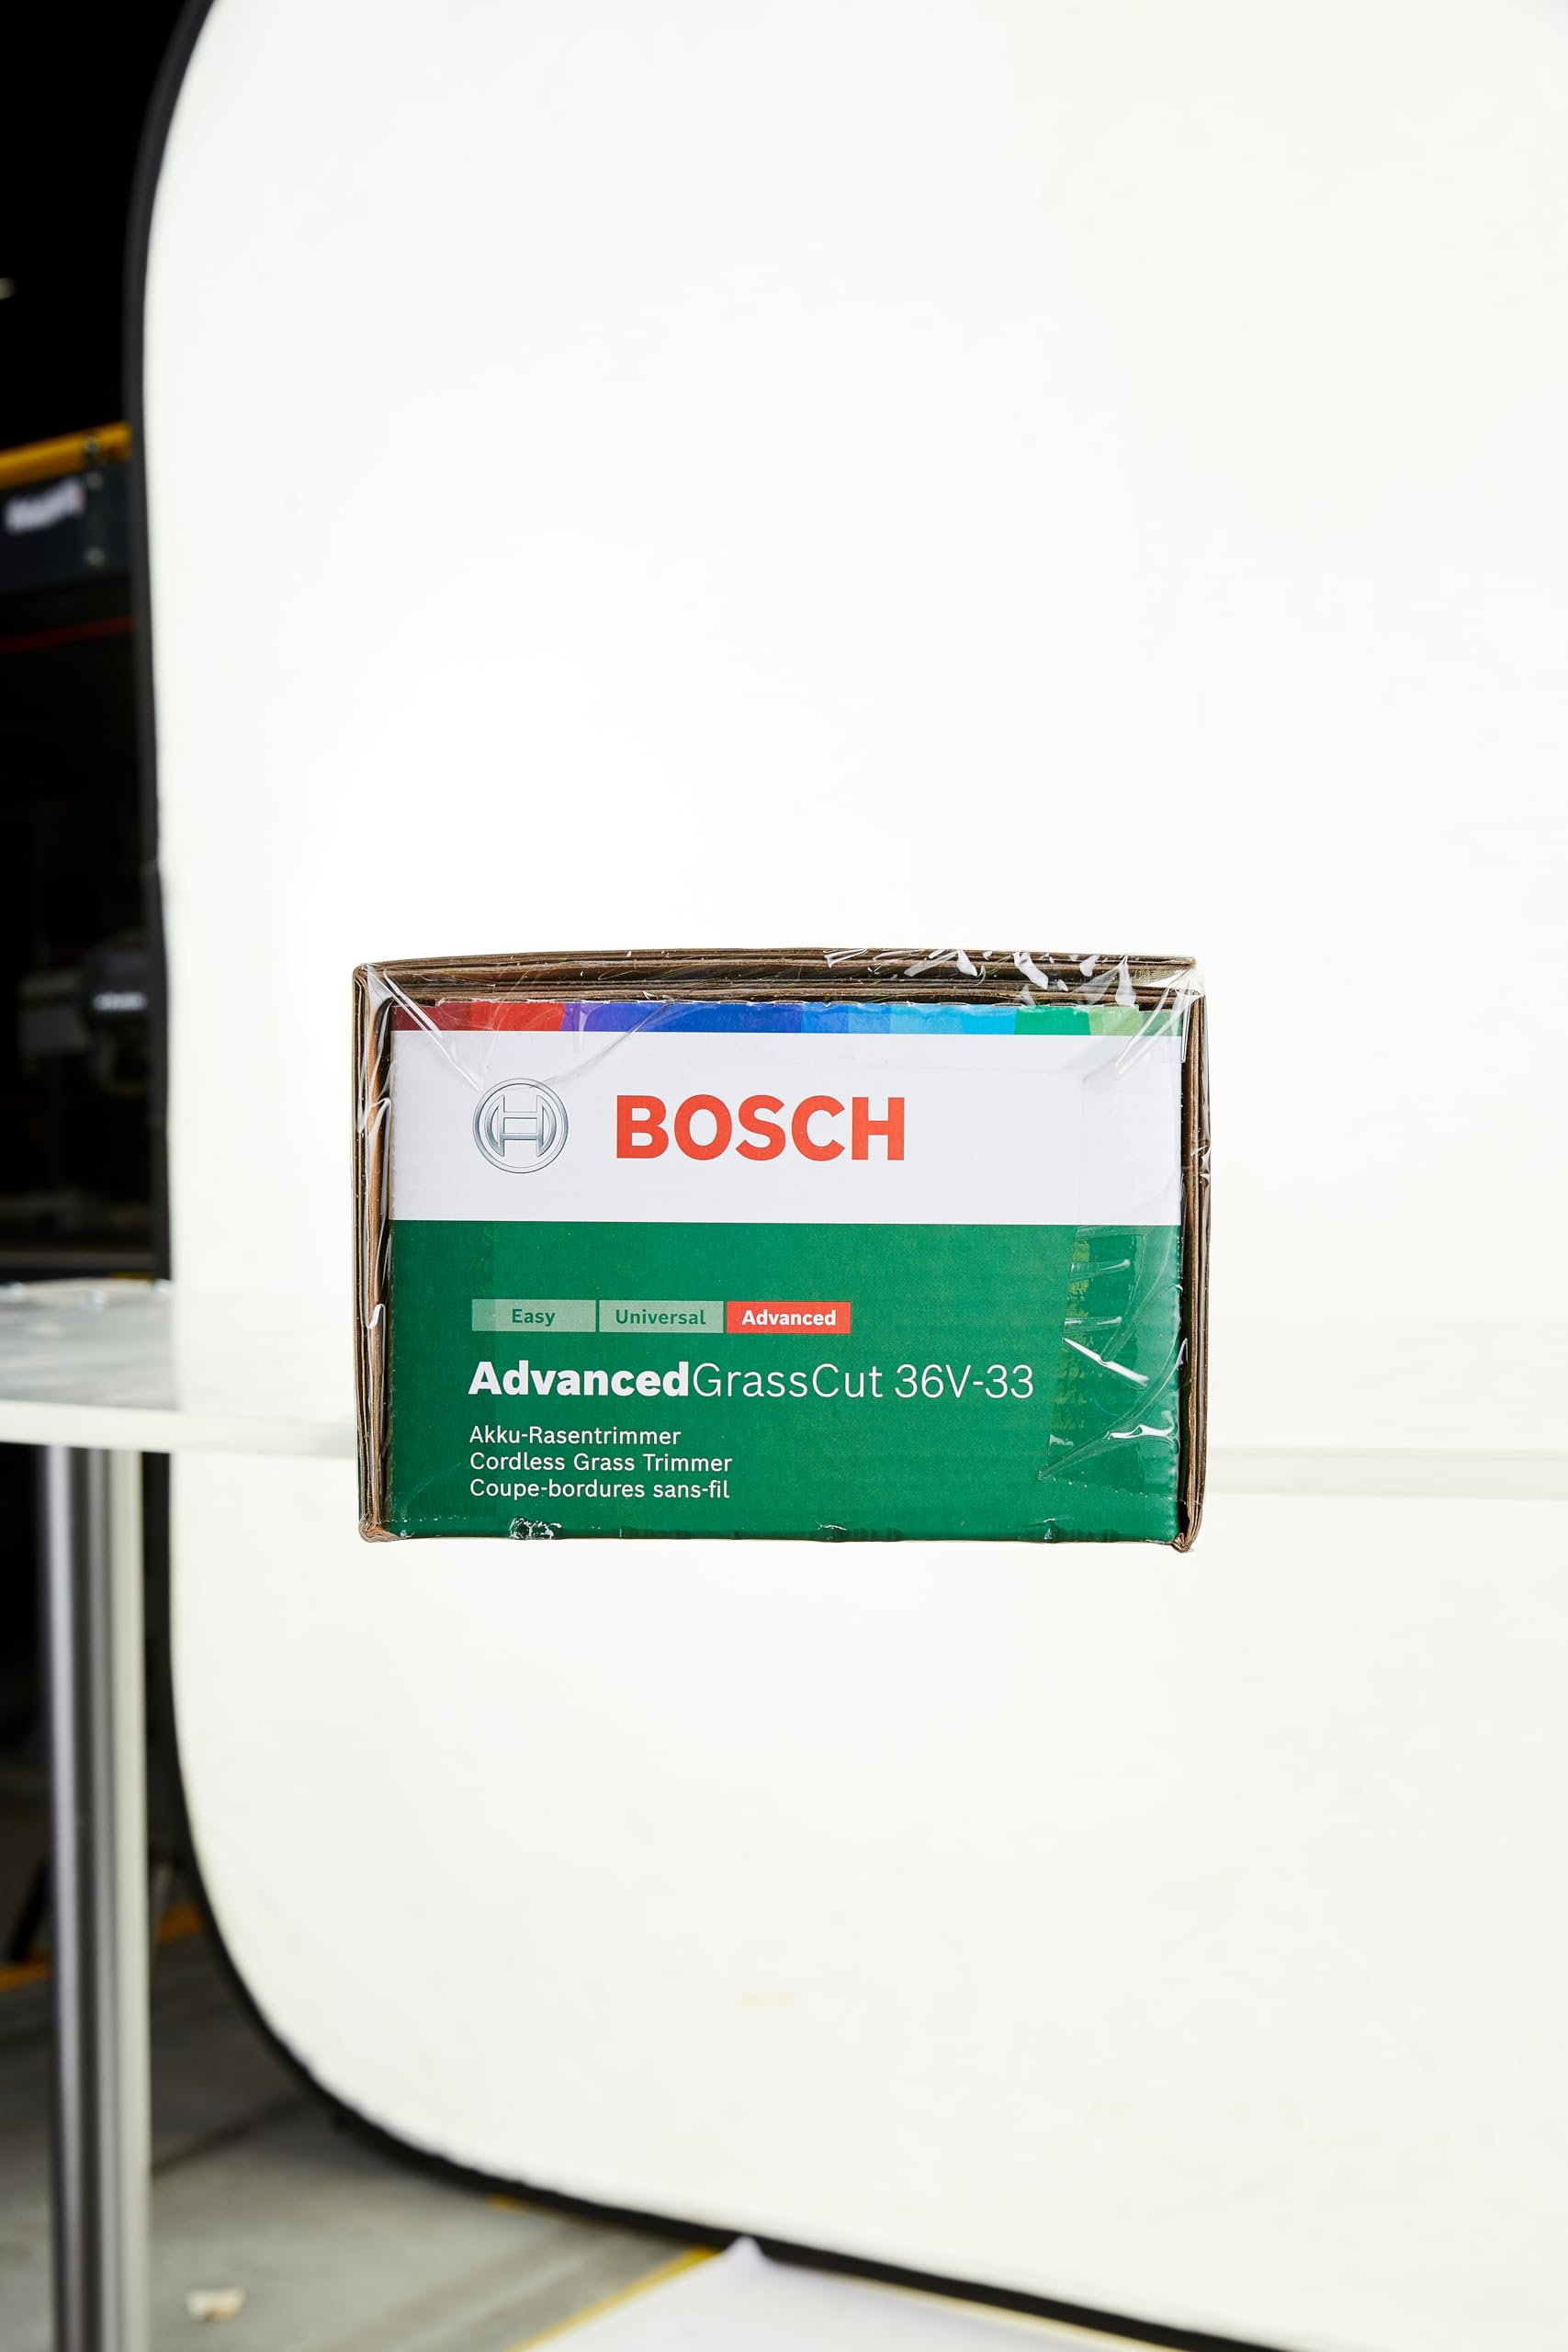 BOSCH
Easy Universal Advanced
AdvancedGrassCut 36V-33
Akku-Rasentrimmer
Cordless Grass Trimmer
Coupe-bordures sans-fil